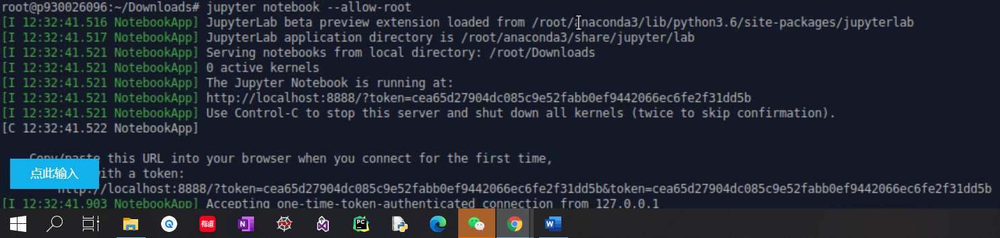 root@p930026096:~/Downloads# jupyter notebook --allow-root
[I 12:32:41.516 NotebookApp] JupyterLab beta preview extension loaded from /root/anaconda3/lib/python3.6/site-packages/jupyterlab
[I 12:32:41.517 NotebookApp] JupyterLab application directory is /root/anaconda3/share/jupyter/lab
[I 12:32:41.521 NotebookApp] Serving notebooks from local directory: /root/Downloads
[I 12:32:41.521 NotebookApp] 0 active kernels
[I 12:32:41.521 NotebookApp] The Jupyter Notebook is running at:
[I 12:32:41.521 NotebookApp] http://localhost:8888/?token=cea65d27904dc085c9e52fabb0ef9442066ec6fe2f31dd5b
[I 12:32:41.521 NotebookApp] Use Control-C to stop this server and shut down all kernels (twice to skip confirmation).
[C 12:32:41.522 NotebookApp]
Copy/paste this URL into your browser when you connect for the first time,
点此输入 with a token:
http://localhost:8888/?token=cea65d27904dc085c9e52fabb0ef9442066ec6fe2f31dd5b&token=cea65d27904dc085c9e52fabb0ef9442066ec6fe2f31dd5b
[I 12:32:41.903 NotebookApp] Accepting one-time-token-authenticated connection from 127.0.0.1
Q 有道 N PC W